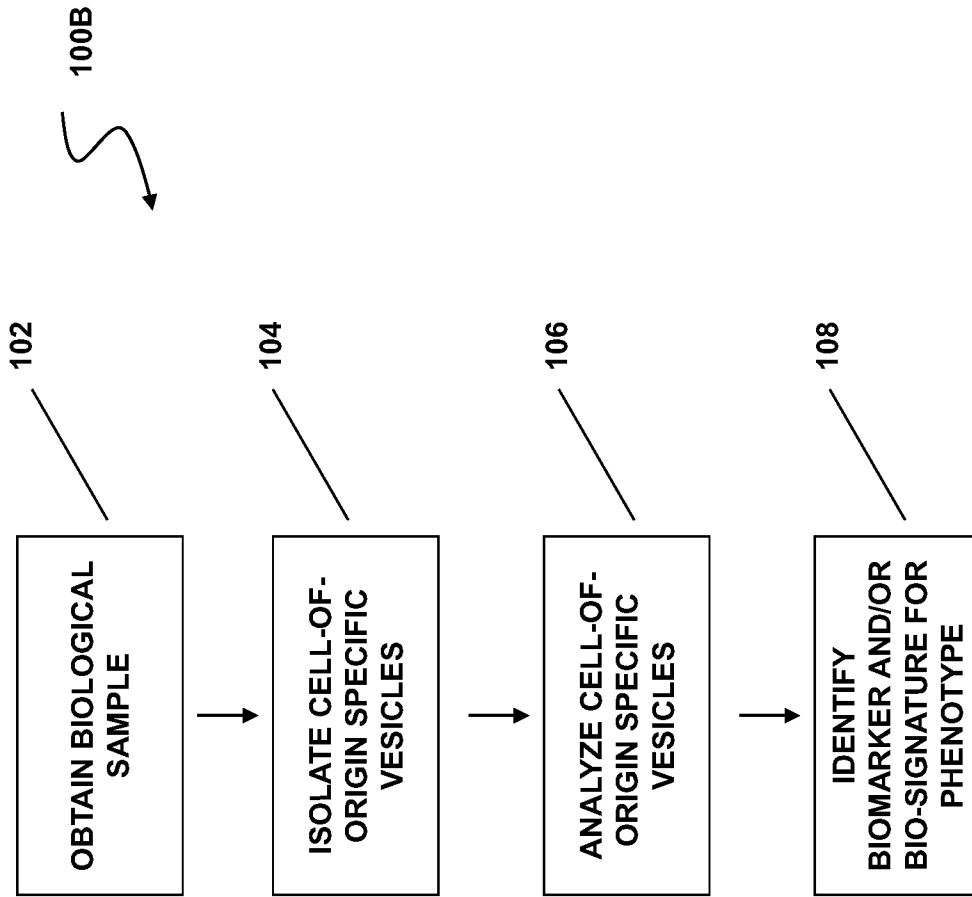 100B
102
OBTAIN BIOLOGICAL
SAMPLE
104
ISOLATE CELL-OF-
ORIGIN SPECIFIC
VESICLES
106
ANALYZE CELL-OF-
ORIGIN SPECIFIC
VESICLES
108
IDENTIFY
BIOMARKER AND/OR
BIO-SIGNATURE FOR
PHENOTYPE